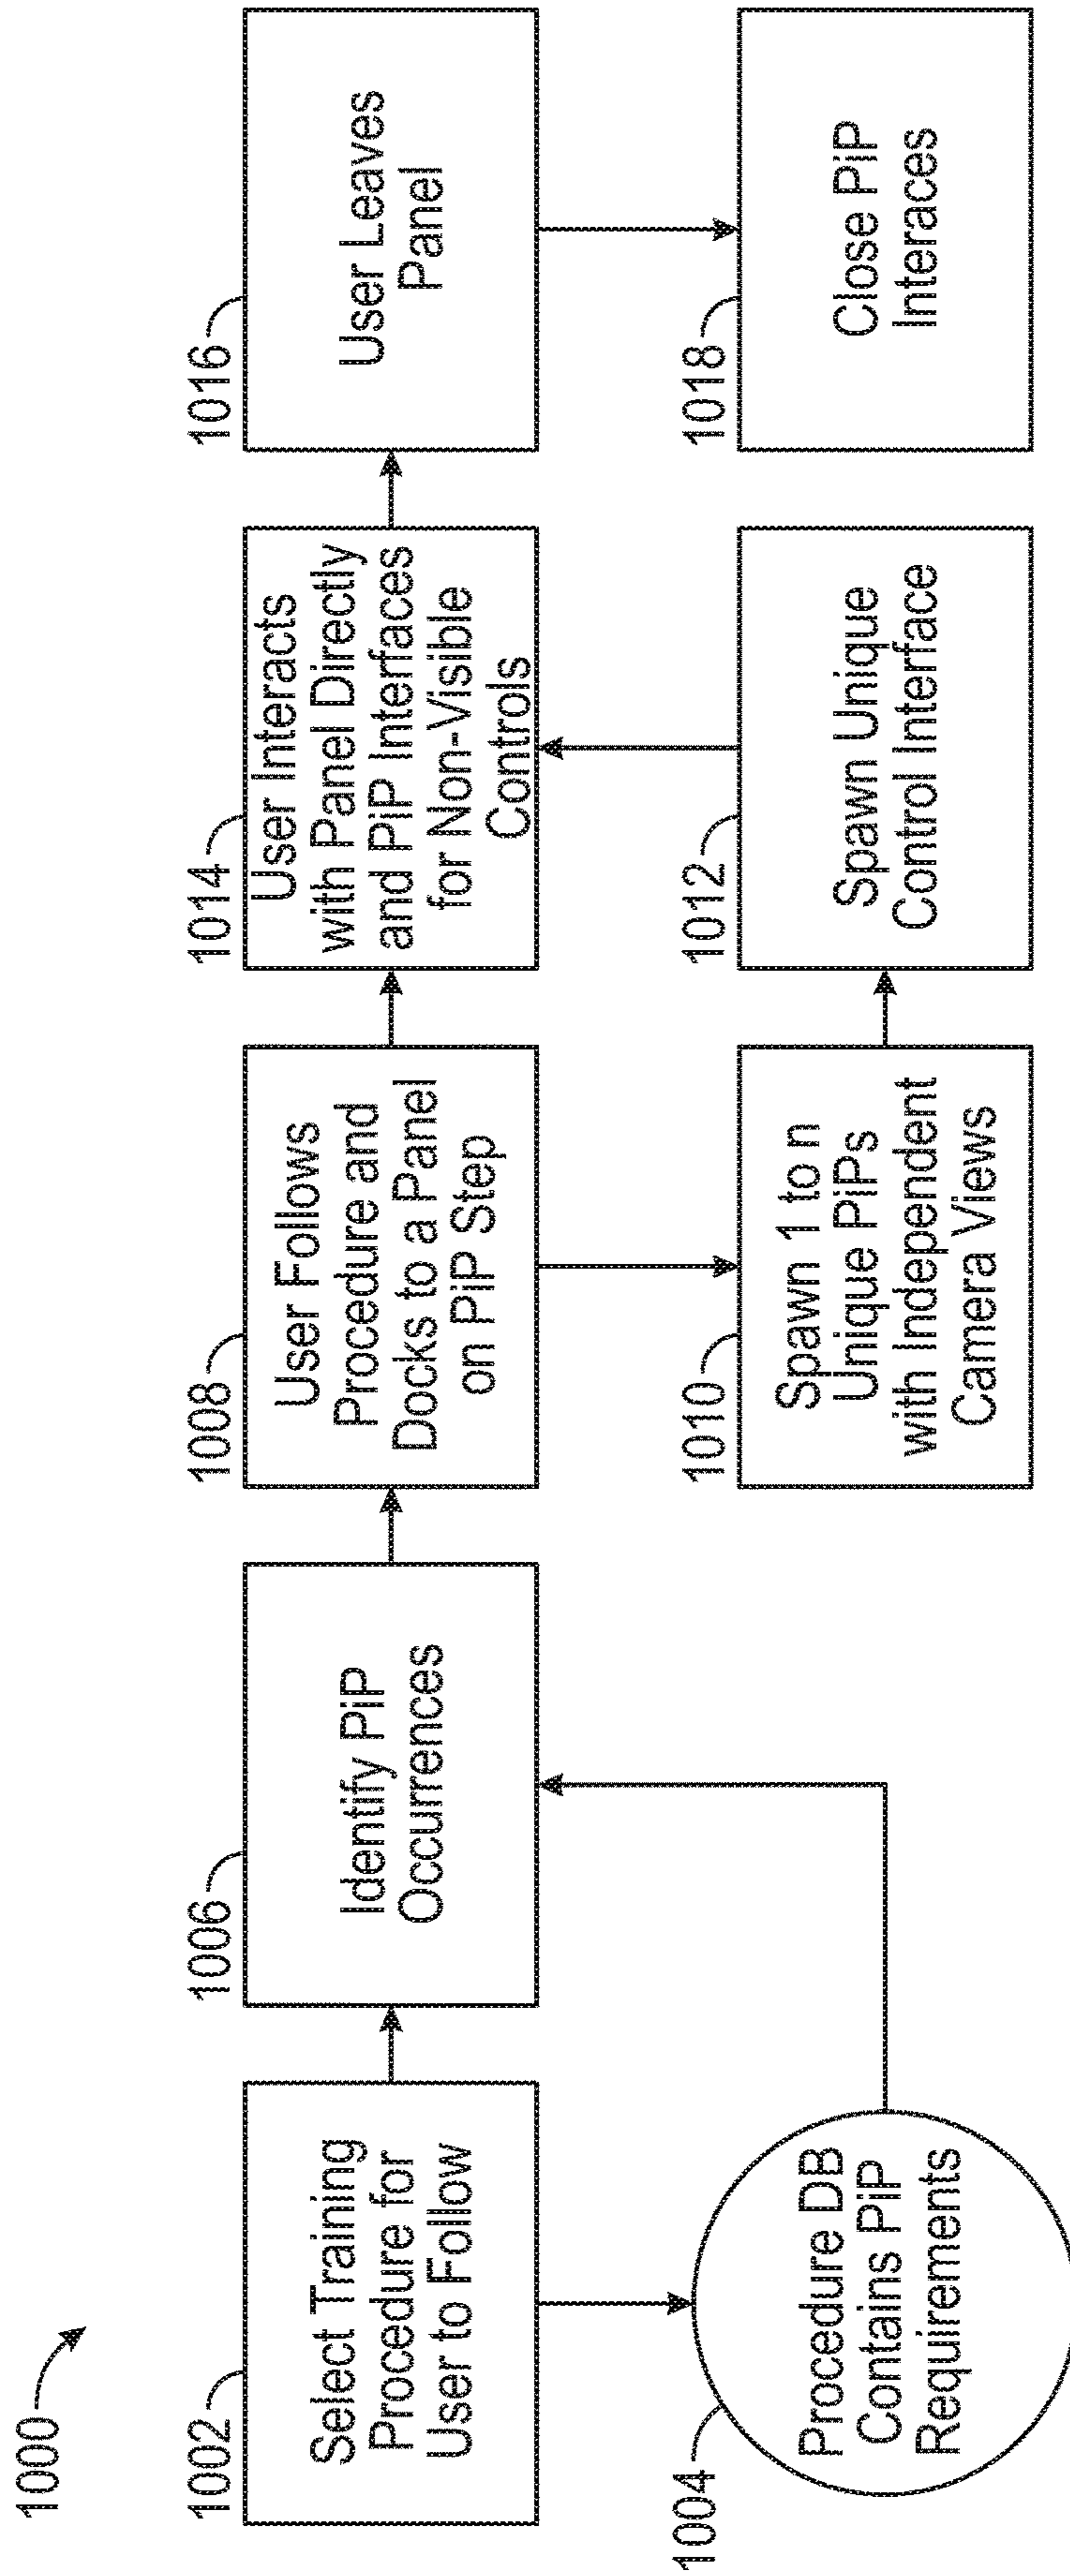 1000
1002
Select Training
Procedure for
User to Follow
1004
Procedure DB
Contains PiP
Requirements
1006
Identify PiP
Occurrences
1008
User Follows
Procedure and
Docks to a Panel
on PiP Step
1010
Spawn 1 to n
Unique PiPs
with Independent
Camera Views
1012
Spawn Unique
Control Interface
1014
User Interacts
with Panel Directly
and PiP Interfaces
for Non-Visible
Controls
1016
User Leaves
Panel
1018
Close PiP
Interaces